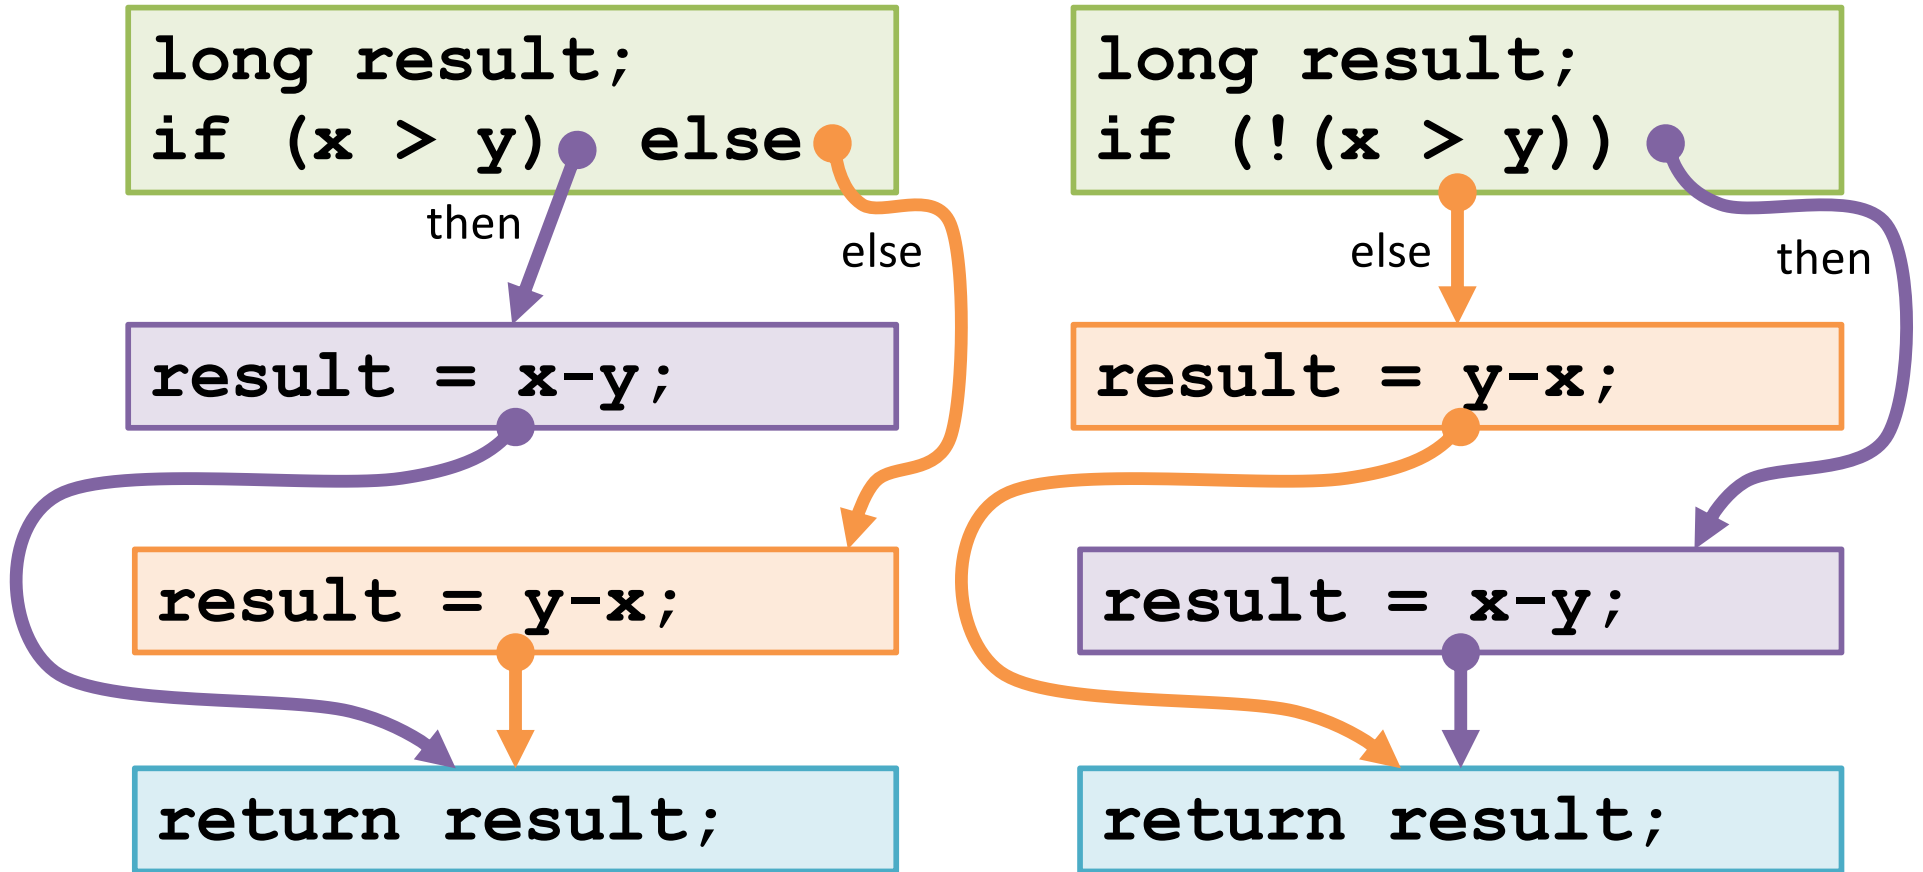 long result;
if (x > y) else
then
else
result = x-y;
result = y-x;
return result;
long result;
if (!(x > y))
else
then
result = y-x;
result = x-y;
return result;